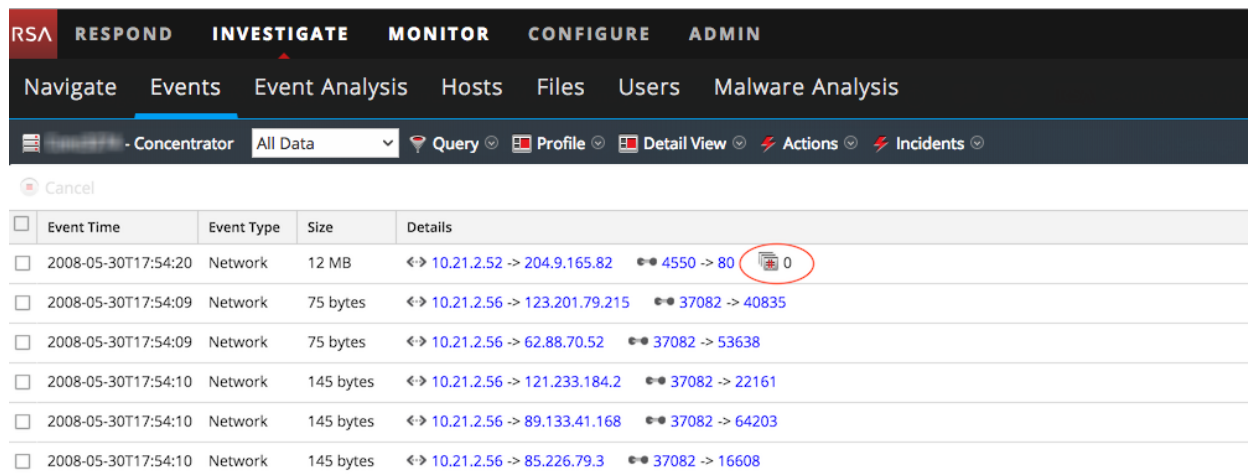 RSA RESPOND INVESTIGATE MONITOR CONFIGURE ADMIN
Navigate Events Event Analysis Hosts Files Users Malware Analysis
- Concentrator All Data Query Profile Detail View Actions Incidents
Cancel
Event Time Event Type Size Details
2008-05-30T17:54:20 Network 12 MB 10.21.2.52 -> 204.9.165.82 4550 -> 80 0
2008-05-30T17:54:09 Network 75 bytes 10.21.2.56 -> 123.201.79.215 37082 -> 40835
2008-05-30T17:54:09 Network 75 bytes 10.21.2.56 -> 62.88.70.52 37082 -> 53638
2008-05-30T17:54:10 Network 145 bytes 10.21.2.56 -> 121.233.184.2 37082 -> 22161
2008-05-30T17:54:10 Network 145 bytes 10.21.2.56 -> 89.133.41.168 37082 -> 64203
2008-05-30T17:54:10 Network 145 bytes 10.21.2.56 -> 85.226.79.3 37082 -> 16608